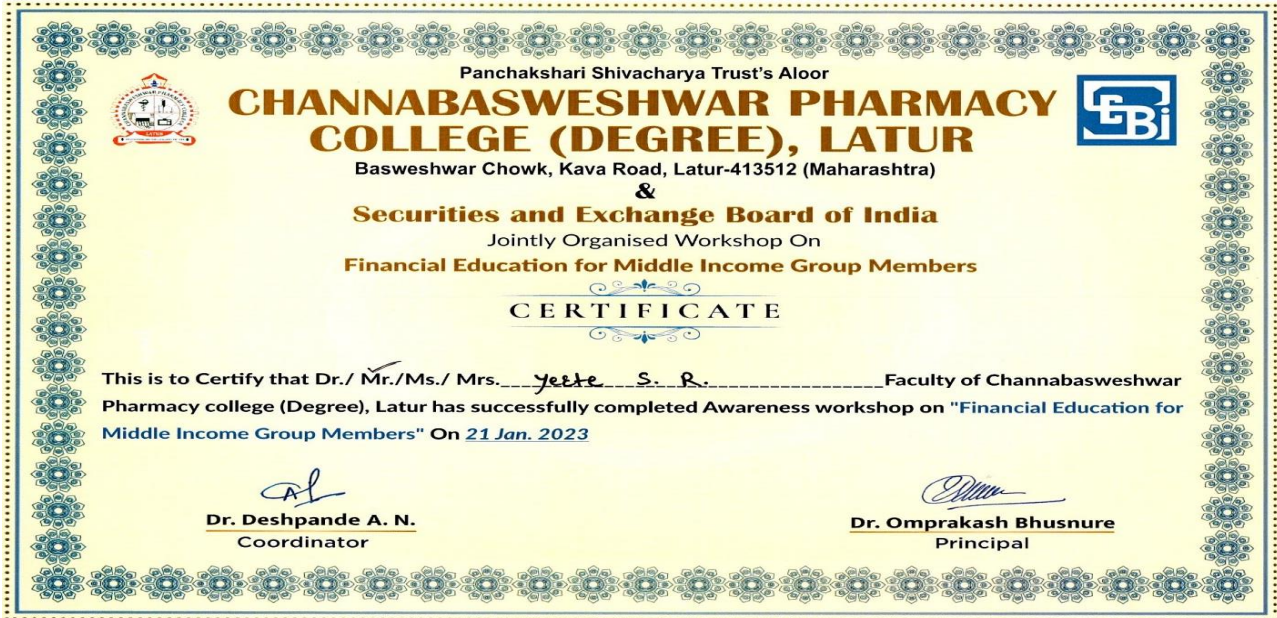 Panchakshari Shivacharya Trust's Aloor
CHANNABASWESHWAR PHARMACY
COLLEGE (DEGREE), LATUR
Basweshwar Chowk, Kava Road, Latur-413512 (Maharashtra)
&
Securities and Exchange Board of India
Jointly Organised Workshop On
Financial Education for Middle Income Group Members
CERTIFICATE
This is to Certify that Dr./ Mr./Ms./ Mrs. S. R. Faculty of Channabasweshwar
Pharmacy college (Degree), Latur has successfully completed Awareness workshop on "Financial Education for
Middle Income Group Members" On 21 Jan. 2023
Dr. Deshpande A. N.
Coordinator
Dr. Omprakash Bhusnure
Principal
LATUR
SEBi